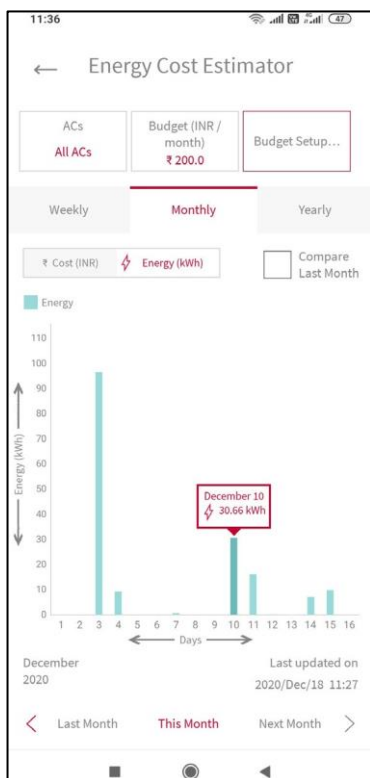 11:36
47
← Energy Cost Estimator
ACs
All ACs
Budget (INR /
month)
₹ 200.0
Budget Setup...
Weekly
Monthly
Yearly
₹ Cost (INR)
Energy (kWh)
Compare
Last Month
Energy
110
100
90
80
70
60
50
40
30
20
10
0
Energy (kWh)
December 10
30.66 kWh
1 2 3 4 5 6 7 8 9 10 11 12 13 14 15 16
Days
December
2020
Last updated on
2020/Dec/18 11:27
Last Month
This Month
Next Month